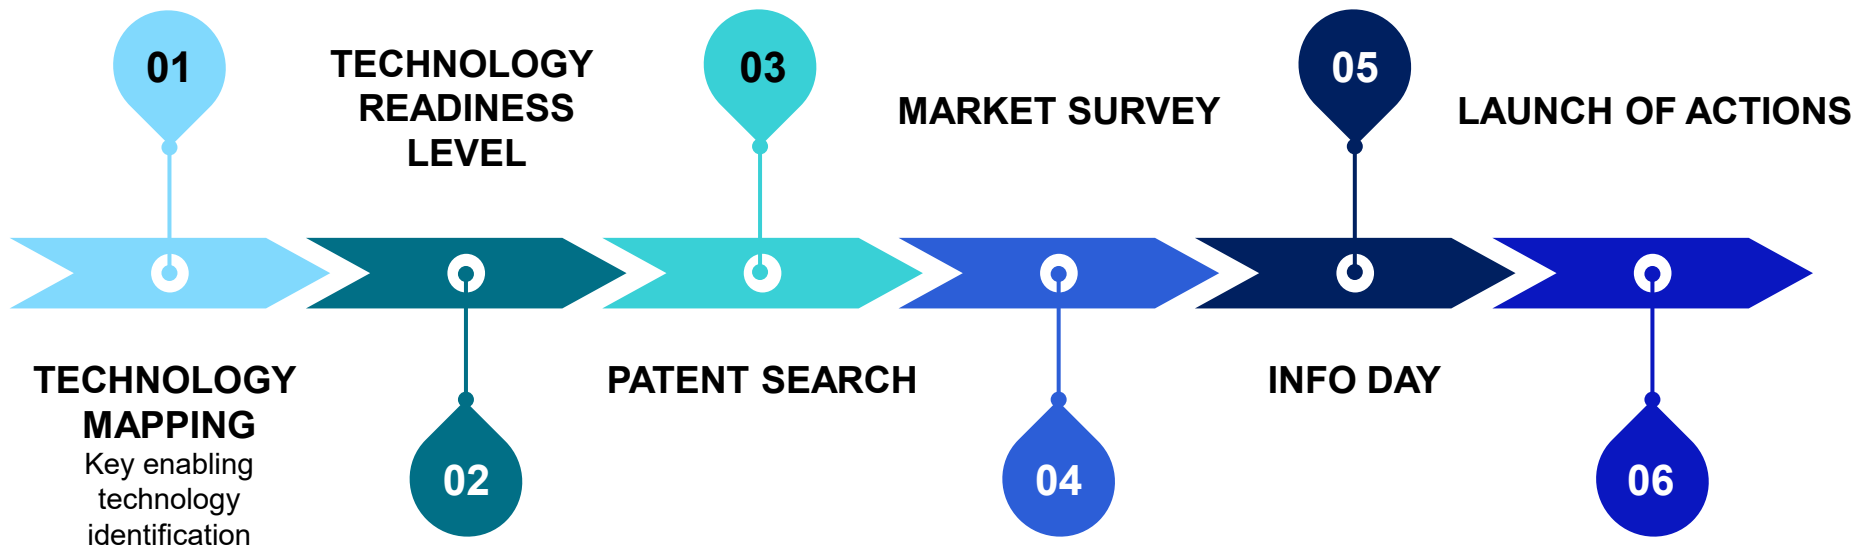 01
TECHNOLOGY
MAPPING
Key enabling
technology
identification
TECHNOLOGY
READINESS
LEVEL
02
03
PATENT SEARCH
MARKET SURVEY
04
05
INFO DAY
LAUNCH OF ACTIONS
06